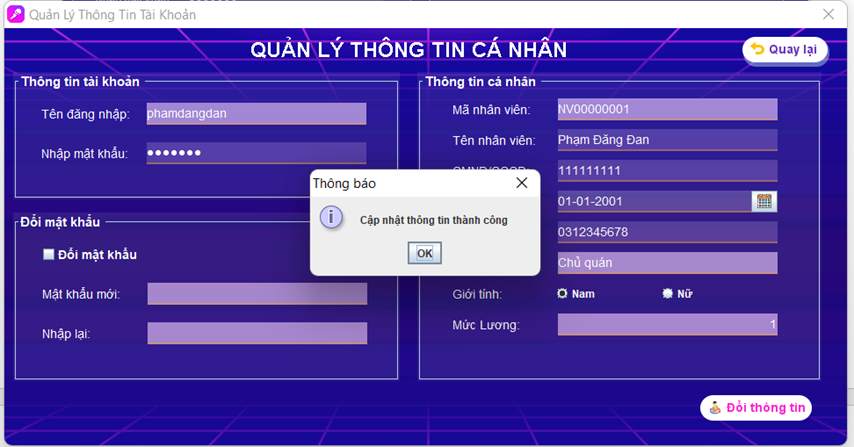 Quản Lý Thông Tin Tài Khoản
QUẢN LÝ THÔNG TIN CÁ NHÂN
Quay lại
Thông tin tài khoản
Tên đăng nhập:
phamdangdan
Nhập mật khẩu:
•••••••
Đổi mật khẩu
Đổi mật khẩu
Mật khẩu mới:
Nhập lại:
Thông tin cá nhân
Mã nhân viên:
NV00000001
Tên nhân viên:
Phạm Đăng Đan
111111111
01-01-2001
0312345678
Chủ quán
Giới tính:
Nam
Nữ
Mức Lương:
1
Thông báo
Cập nhật thông tin thành công
OK
Đổi thông tin